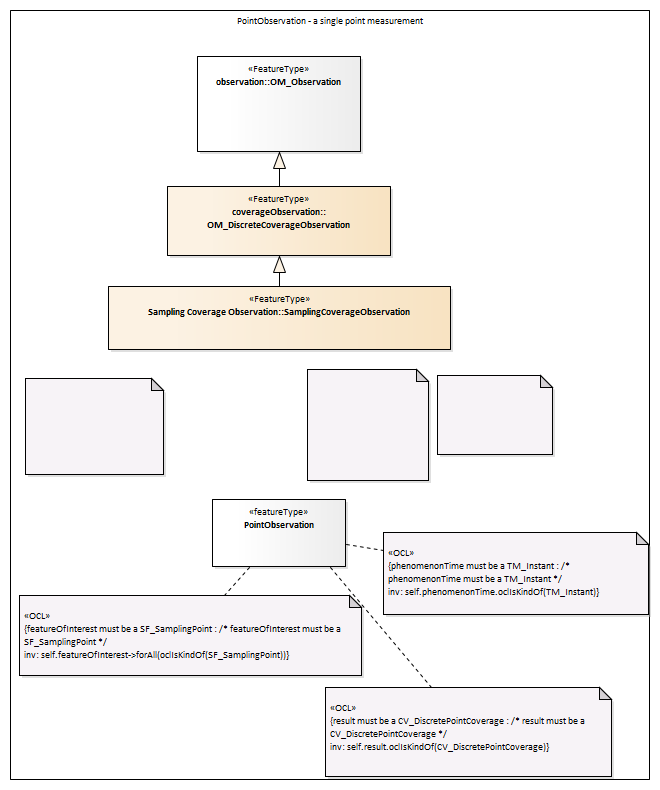 PointObservation - a single point measurement
«FeatureType»
observation::OM_Observation
«FeatureType»
coverageObservation::
OM_DiscreteCoverageObservation
«FeatureType»
Sampling Coverage Observation::SamplingCoverageObservation
«featureType»
PointObservation
«OCL»
{phenomenonTime must be a TM_Instant : /*
phenomenonTime must be a TM_Instant */
inv: self.phenomenonTime.oclIsKindOf(TM_Instant)}
«OCL»
{featureOfInterest must be a SF_SamplingPoint : /* featureOfInterest must be a
SF_SamplingPoint */
inv: self.featureOfInterest->forAll(oclIsKindOf(SF_SamplingPoint))}
«OCL»
{result must be a CV_DiscretePointCoverage : /* result must be a
CV_DiscretePointCoverage */
inv: self.result.oclIsKindOf(CV_DiscretePointCoverage)}